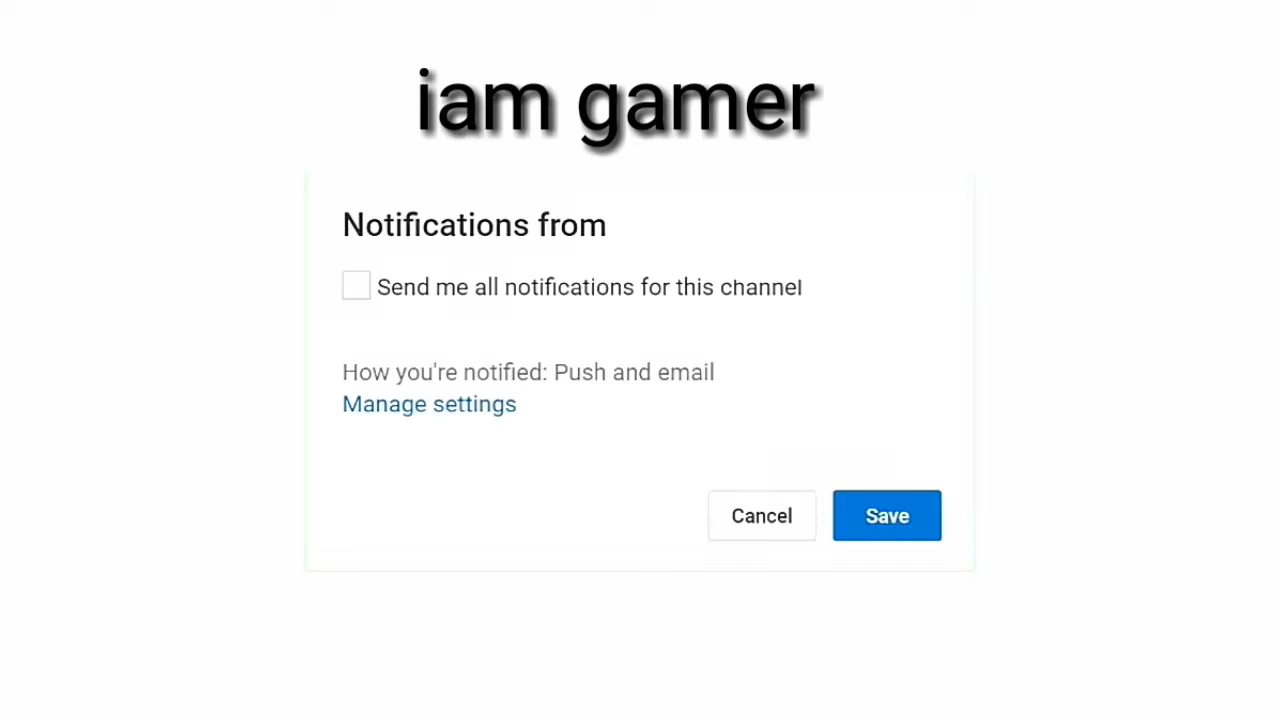 iam gamer
Notifications from
Send me all notifications for this channel
How you're notified: Push and email
Manage settings
Cancel Save